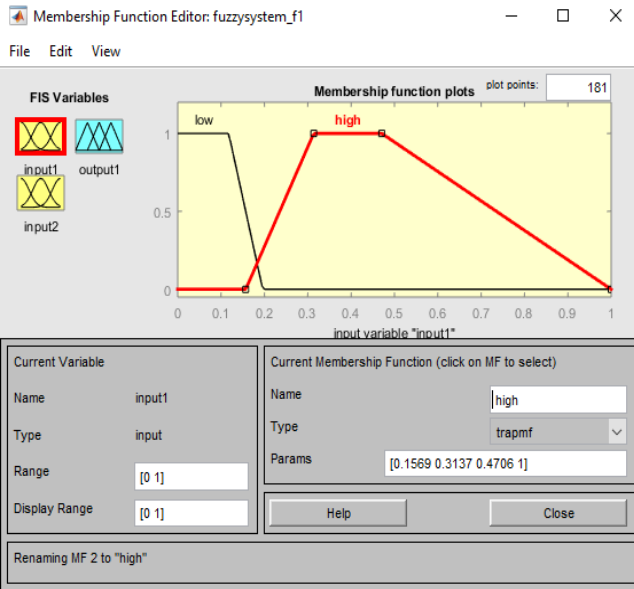 Membership Function Editor: fuzzysystem_f1
File Edit View
FIS Variables
input1
output1
input2
Membership function plots
plot points:
181
low
high
1
0.5
0
0 0.1 0.2 0.3 0.4 0.5 0.6 0.7 0.8 0.9 1
input variable "input1"
Current Variable
Name input1
Type input
Range [0 1]
Display Range [0 1]
Current Membership Function (click on MF to select)
Name high
Type trapmf
Params [0.1569 0.3137 0.4706 1]
Help Close
Renaming MF 2 to "high"